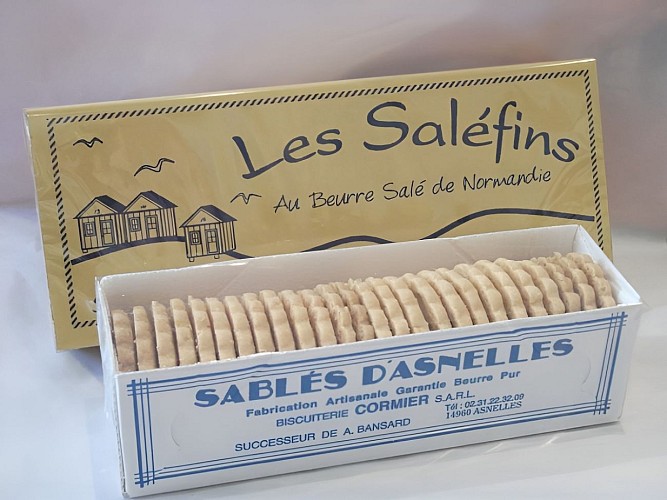 Les Saléfins
Au Beurre Salé de Normandie
SABLÉS D'ASNELLES
Fabrication Artisanale Garantie Beurre Pur
BISCUITERIE CORMIER S.A.R.L.
Tél : 02.31.22.32.09
14960 ASNELLES
SUCCESSEUR DE A. BANSARD